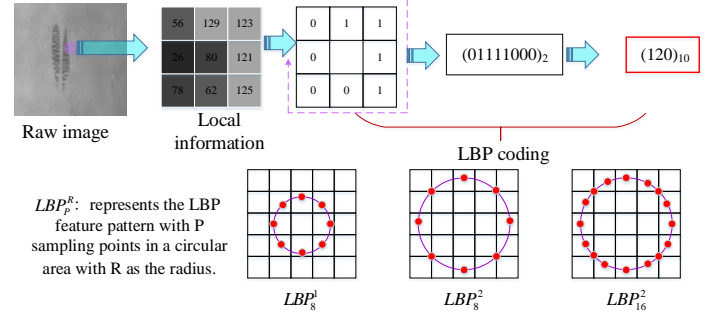 56 129 123
26 80 121
78 62 125
0 1 1
0 1
0 0 1
(01111000)₂
(120)₁₀
Raw image
Local
information
LBP coding
LBP_P^R: represents the LBP
feature pattern with P
sampling points in a circular
area with R as the radius.
LBP_8^1
LBP_8^2
LBP_16^2